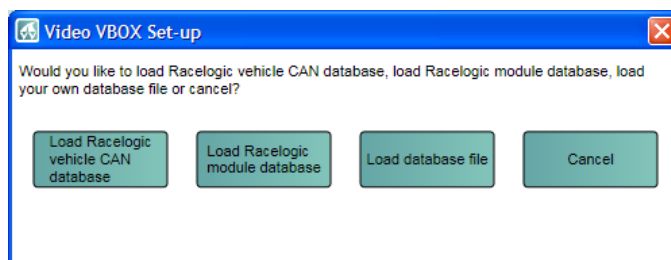 Video VBOX Set-up
Would you like to load Racelogic vehicle CAN database, load Racelogic module database, load
your own database file or cancel?
Load Racelogic
vehicle CAN
database
Load Racelogic
module database
Load database file
Cancel